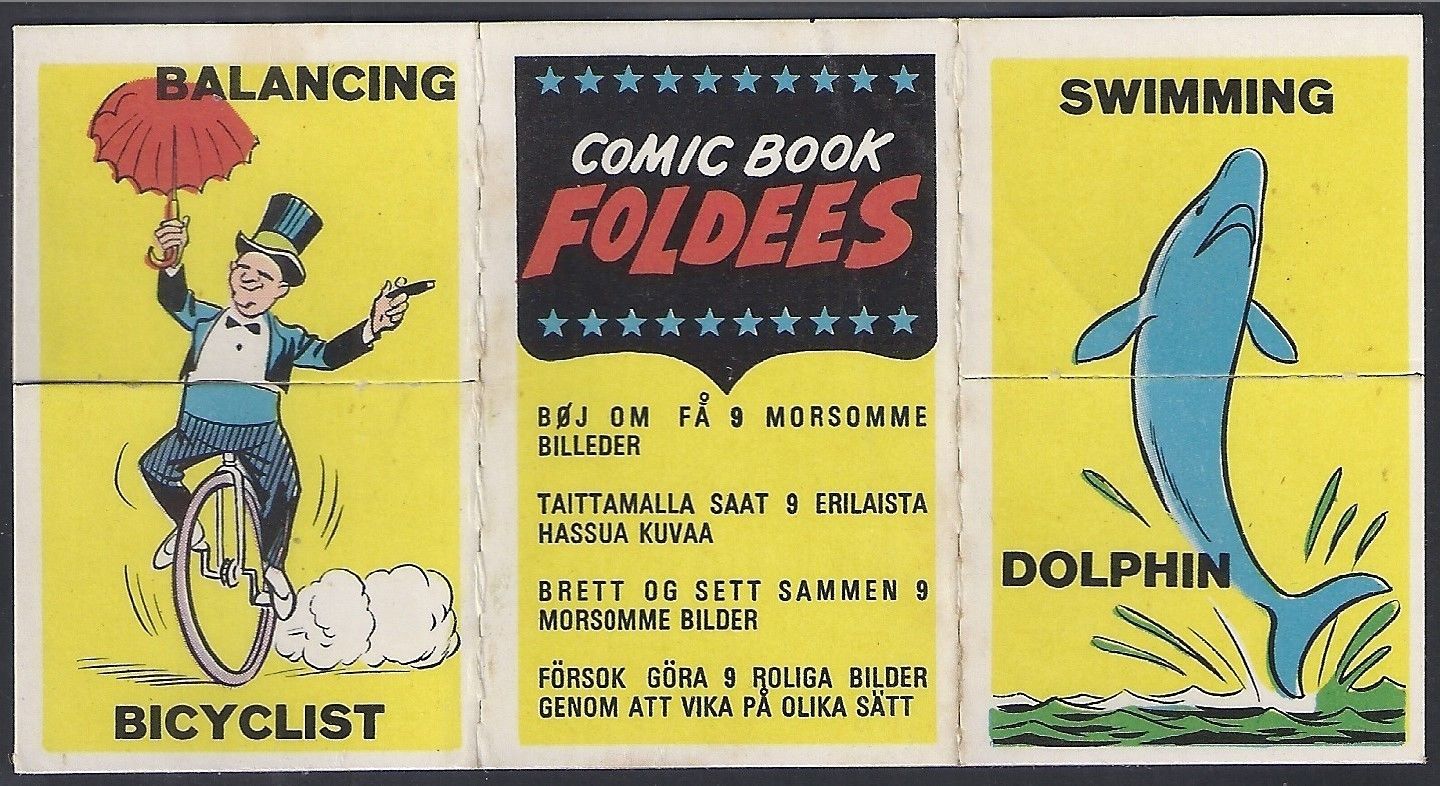 BALANCING
BICYCLIST
COMIC BOOK
FOLDEES
BØJ OM FÅ 9 MORSOMME
BILLEDER
TAITTAMALLA SAAT 9 ERILAISTA
HASSUA KUVAA
BRETT OG SETT SAMMEN 9
MORSOMME BILDER
FÖRSOK GÖRA 9 ROLIGA BILDER
GENOM ATT VIKA PÅ OLIKA SÄTT
SWIMMING
DOLPHIN